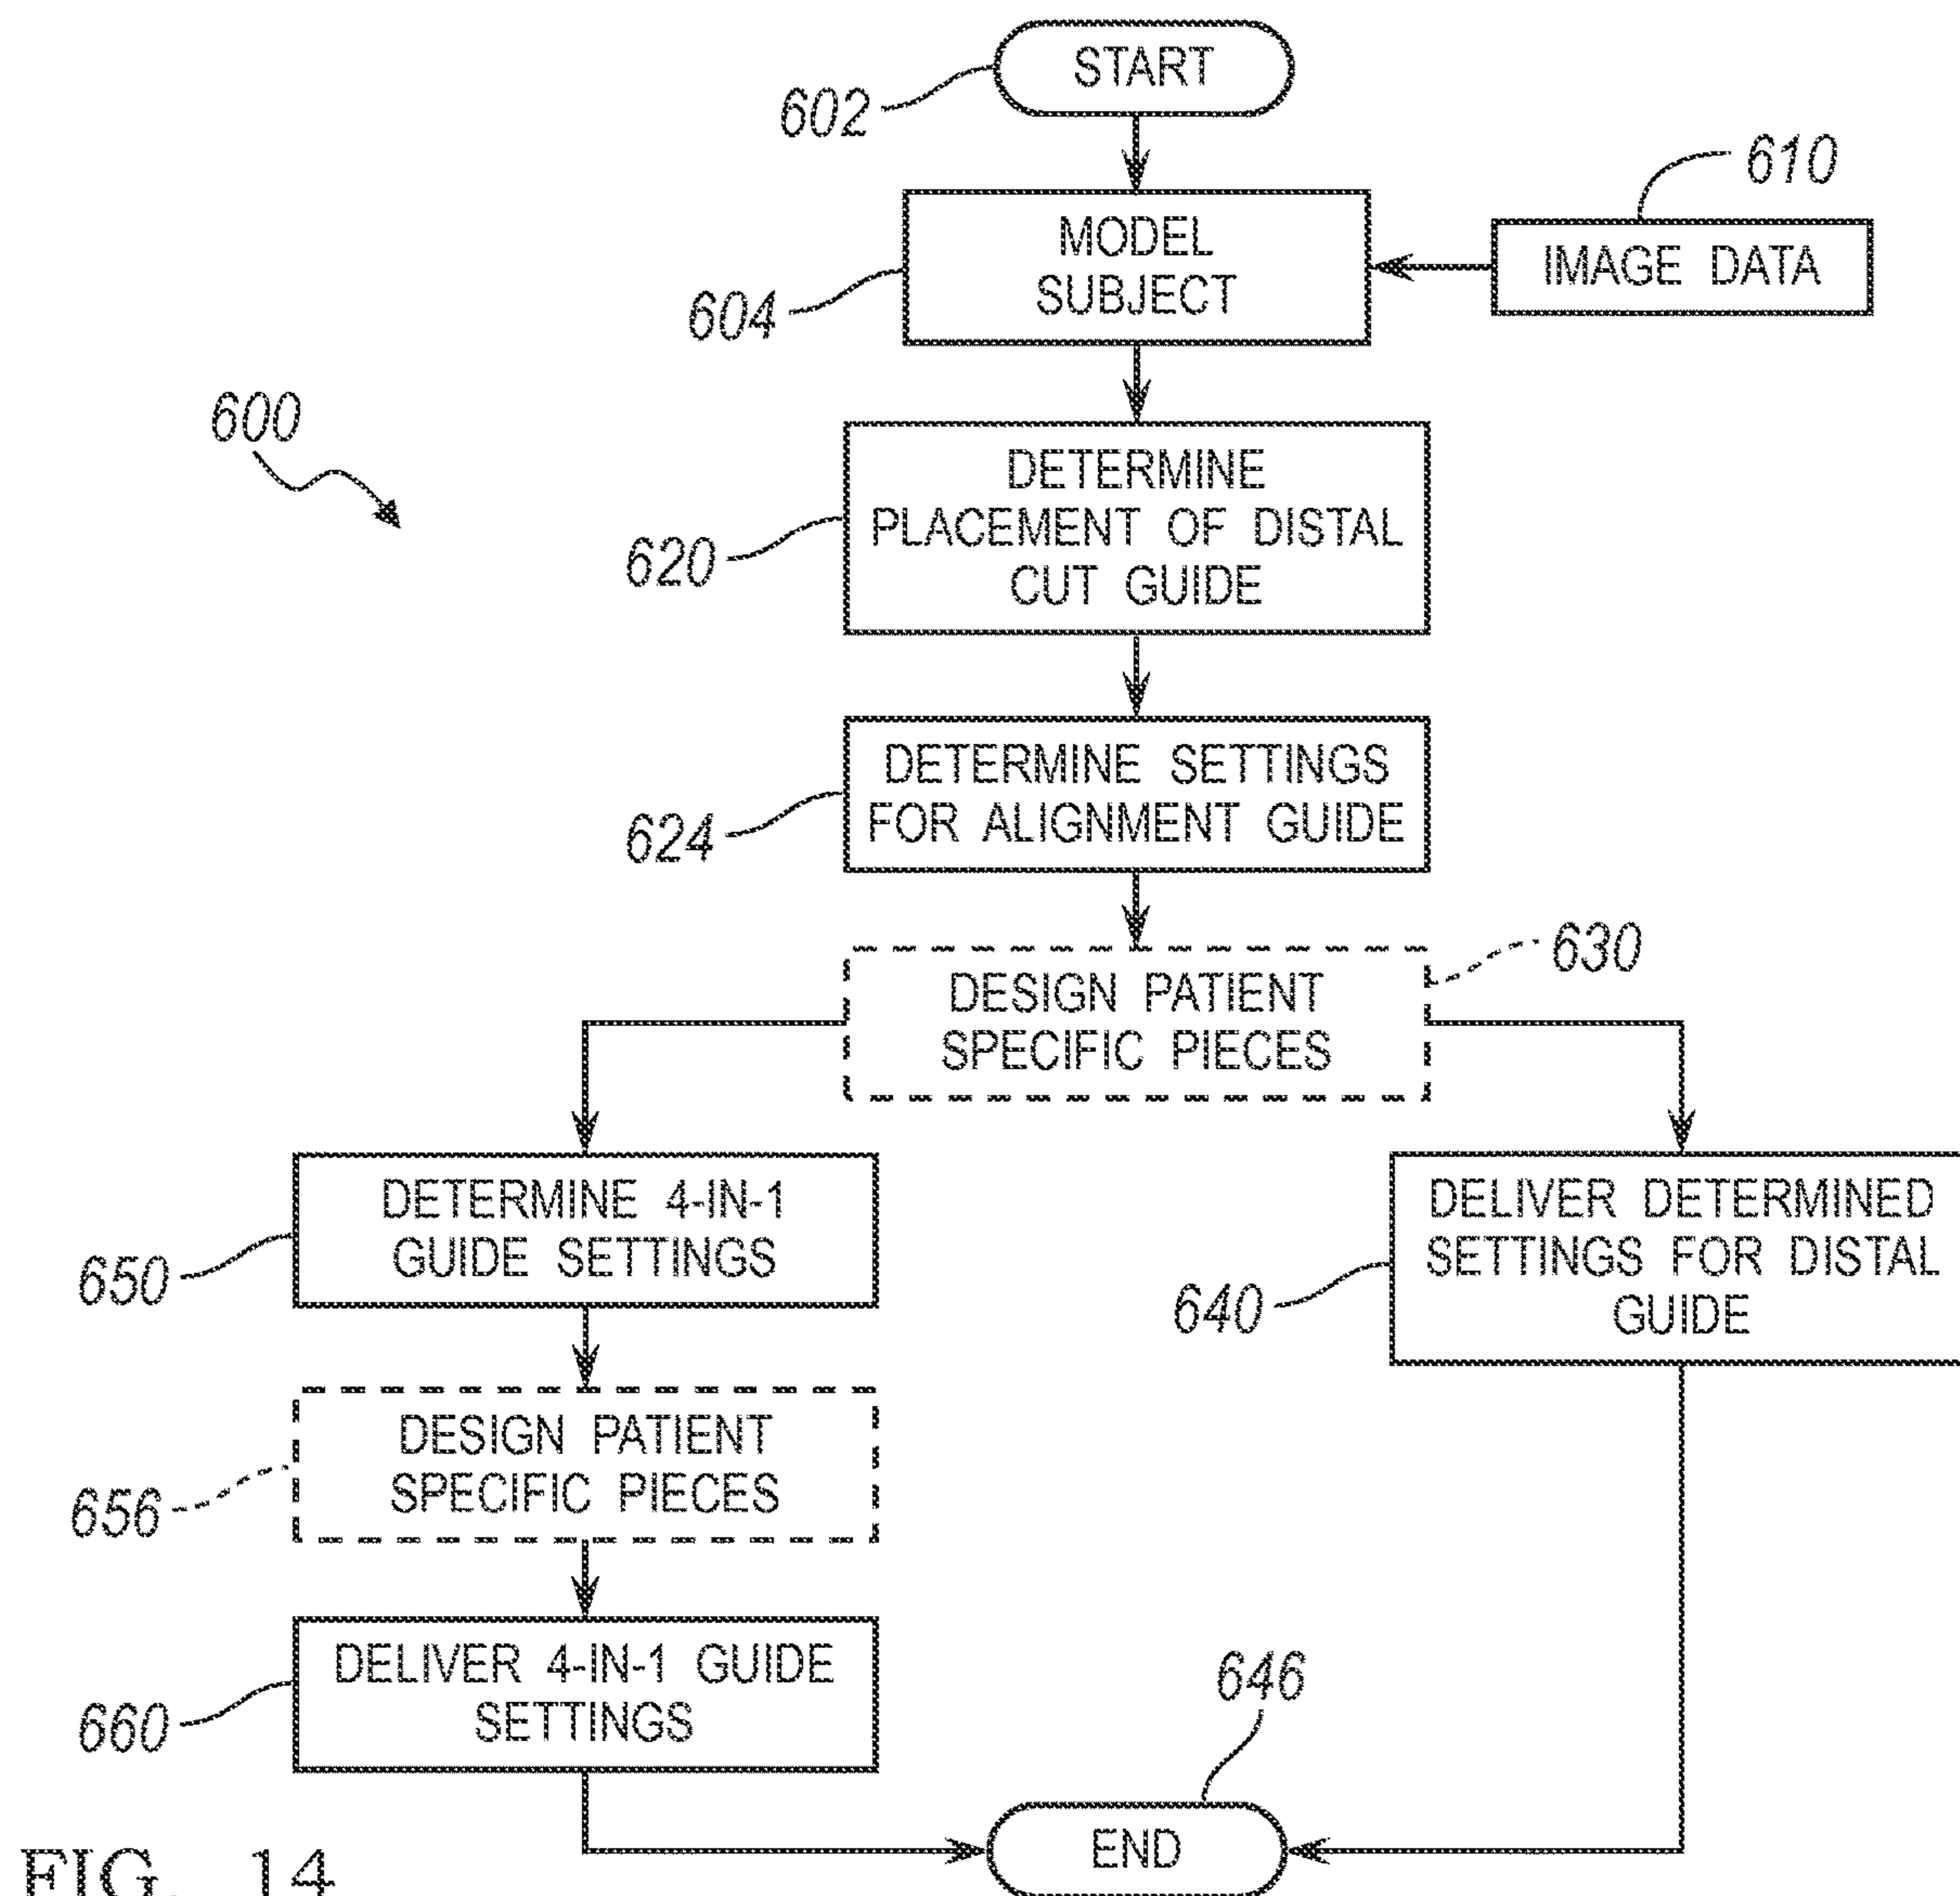 START
602
610
MODEL
SUBJECT
IMAGE DATA
604
600
DETERMINE
PLACEMENT OF DISTAL
CUT GUIDE
620
DETERMINE SETTINGS
FOR ALIGNMENT GUIDE
624
630
DESIGN PATIENT
SPECIFIC PIECES
DETERMINE 4-IN-1
GUIDE SETTINGS
650
DELIVER DETERMINED
SETTINGS FOR DISTAL
GUIDE
640
DESIGN PATIENT
SPECIFIC PIECES
656
DELIVER 4-IN-1 GUIDE
SETTINGS
660
646
END
FIG. 14